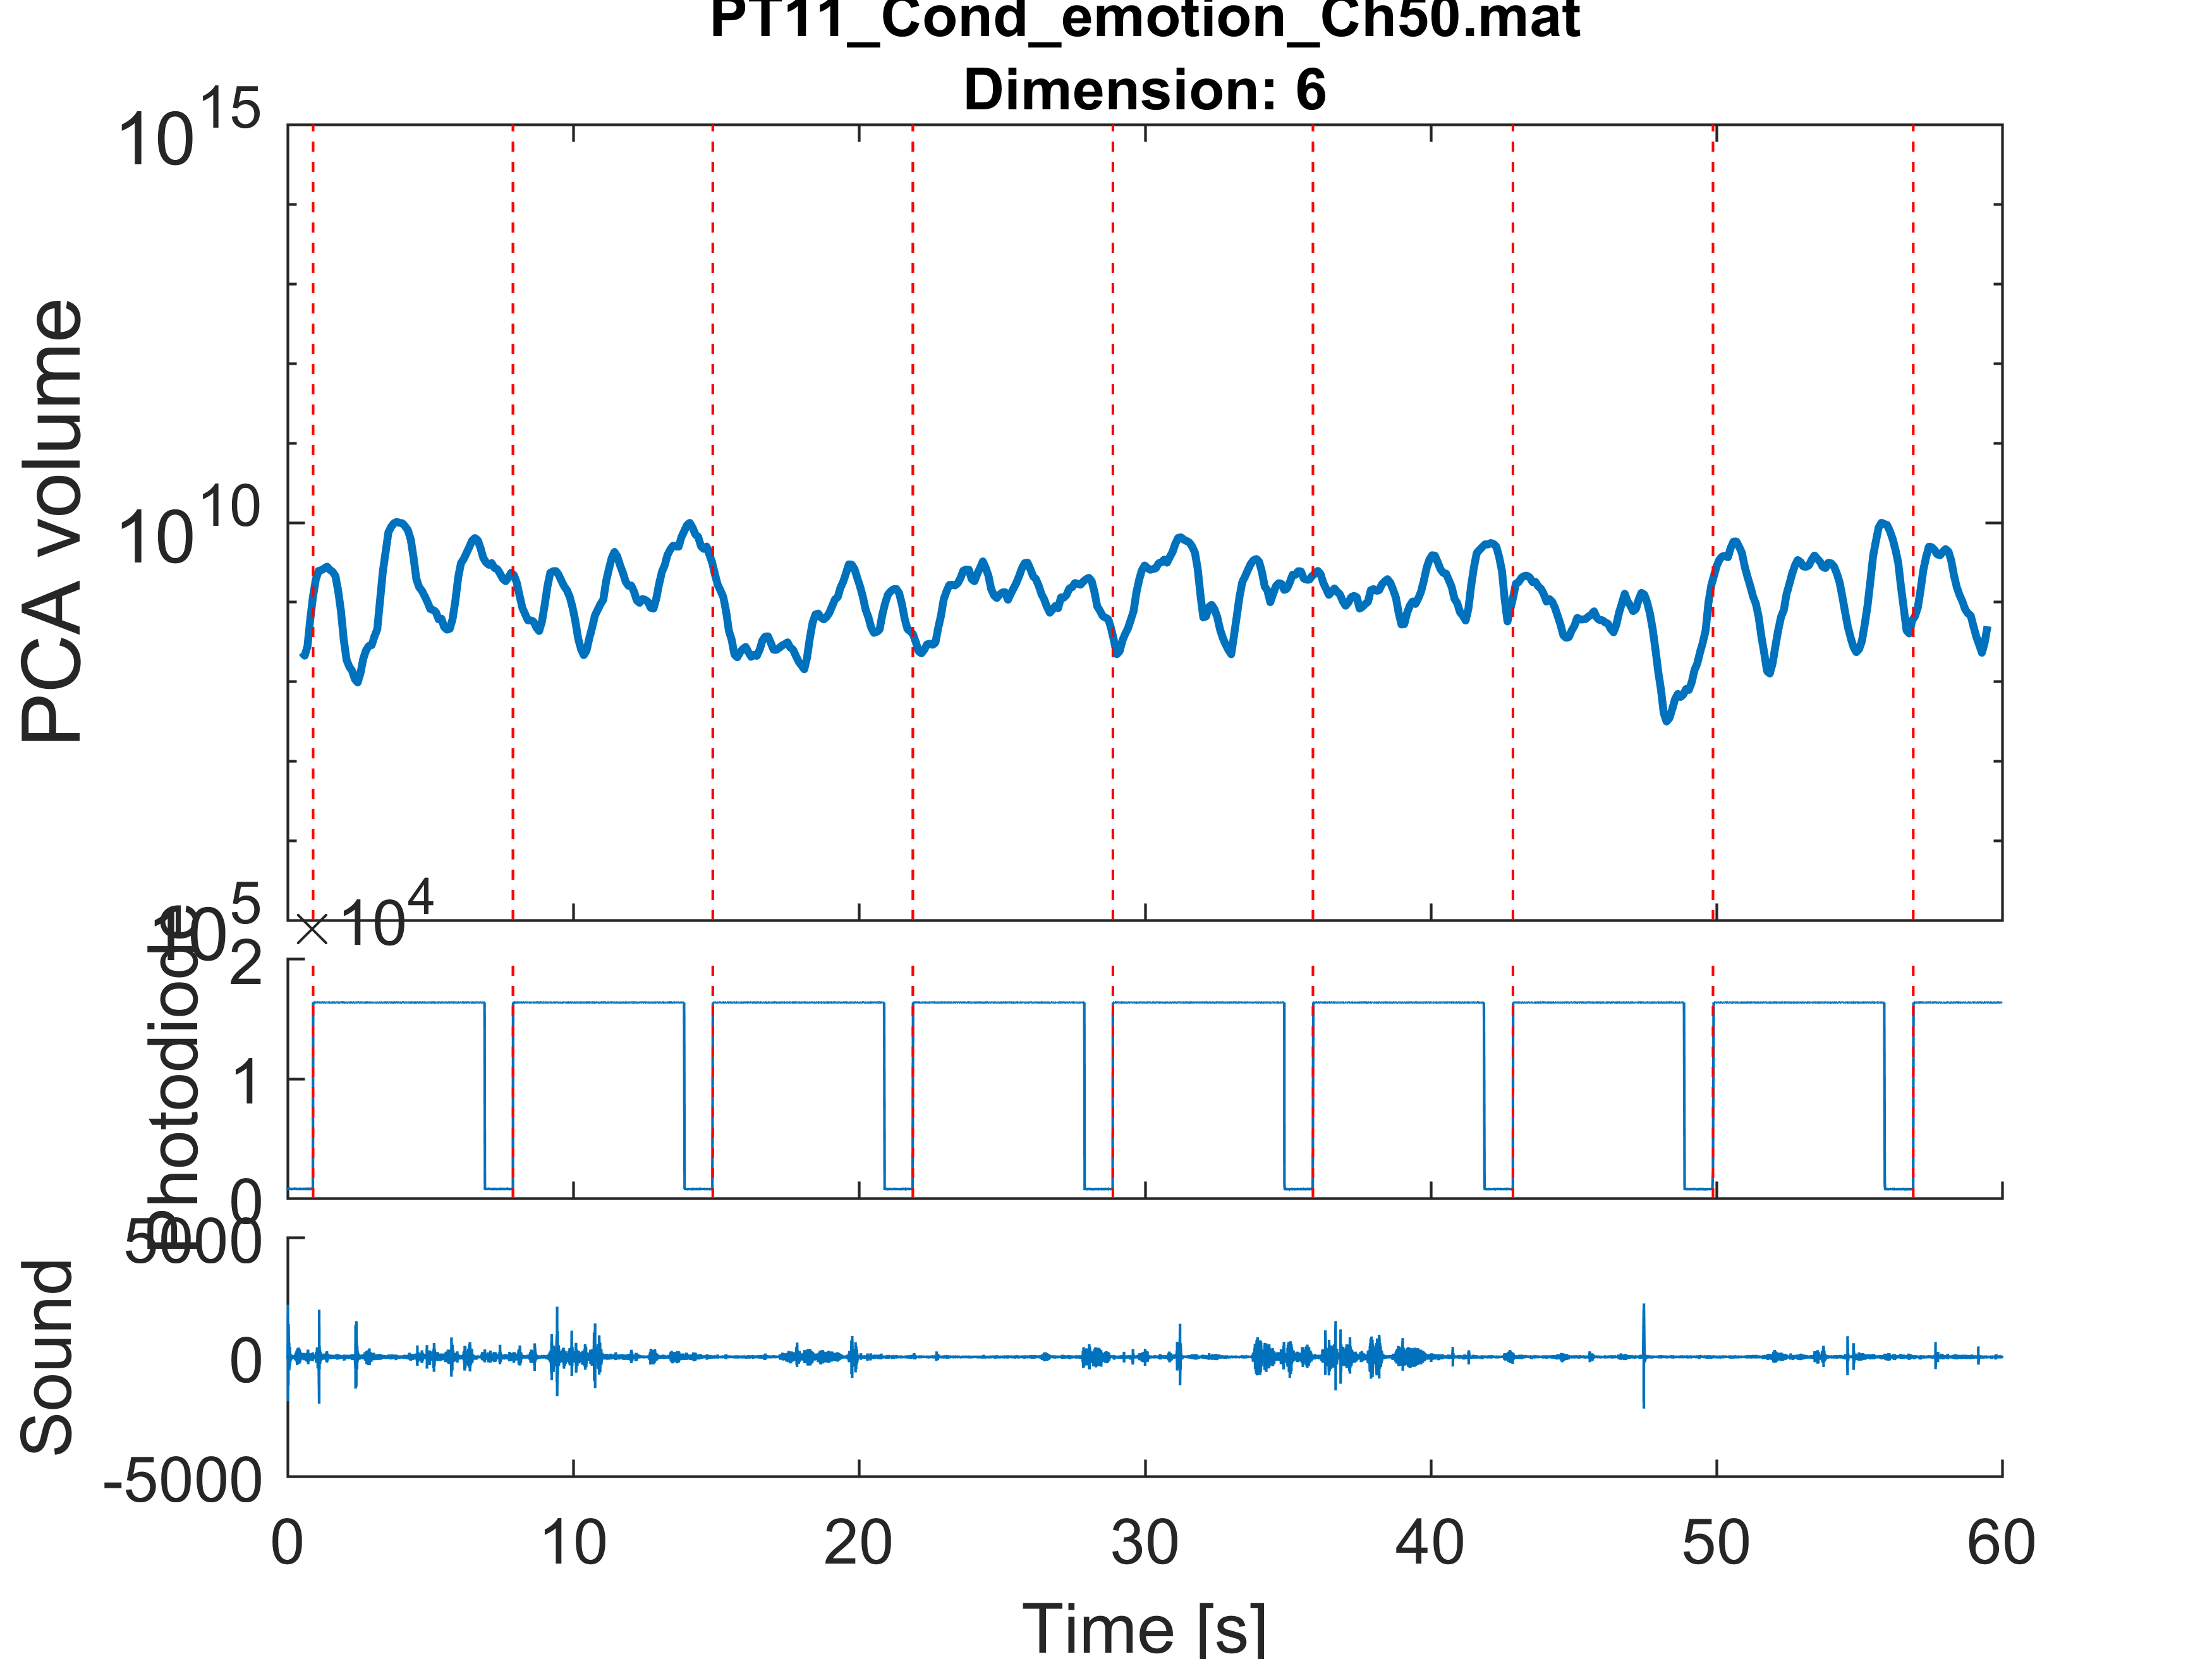 PT11_Cond_emotion_Ch50.mat
Dimension: 6
10^15
10^10
10^5
PCA volume
× 10^4
2
1
0
Photodiode
5000
0
-5000
Sound
0 10 20 30 40 50 60
Time [s]